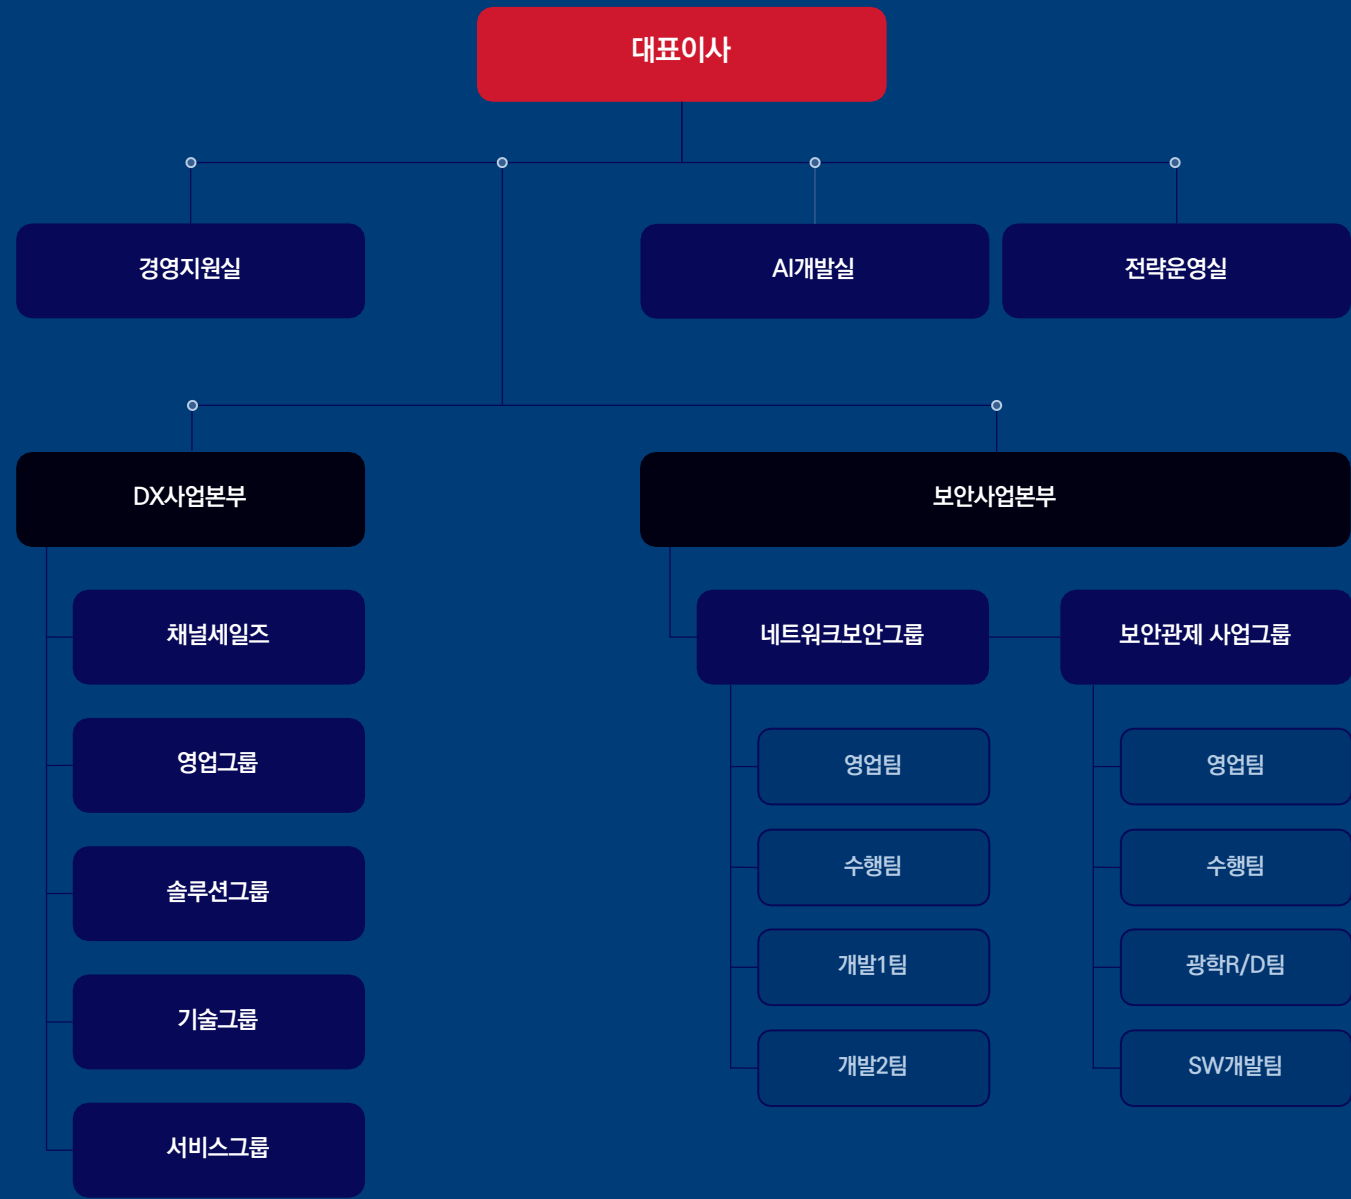 대표이사
경영지원실
AI개발실
전략운영실
DX사업본부
보안사업본부
채널세일즈
영업그룹
솔루션그룹
기술그룹
서비스그룹
네트워크보안그룹
영업팀
수행팀
개발1팀
개발2팀
보안관제 사업그룹
영업팀
수행팀
광학R/D팀
SW개발팀